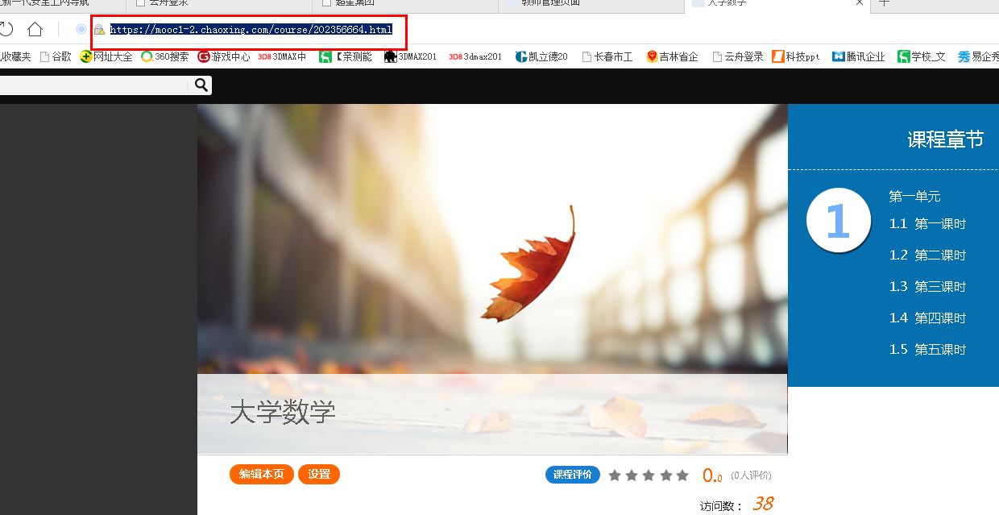 新一代安全上网导航
云舟登录
超星集团
教师管理页面
大学数学
https://mooc1-2.chaoxing.com/course/202356664.html
收藏夹 谷歌 网址大全 360搜索 游戏中心 3DMAX中 【亲测能 3DMAX201 3dmax201 凯立德20 长春市工 吉林省企 云舟登录 科技ppt 腾讯企业 学校_文 易企秀
课程章节
1
第一单元
1.1 第一课时
1.2 第二课时
1.3 第三课时
1.4 第四课时
1.5 第五课时
大学数学
编辑本页 设置 课程评价 0.0 (0人评价)
访问数： 38